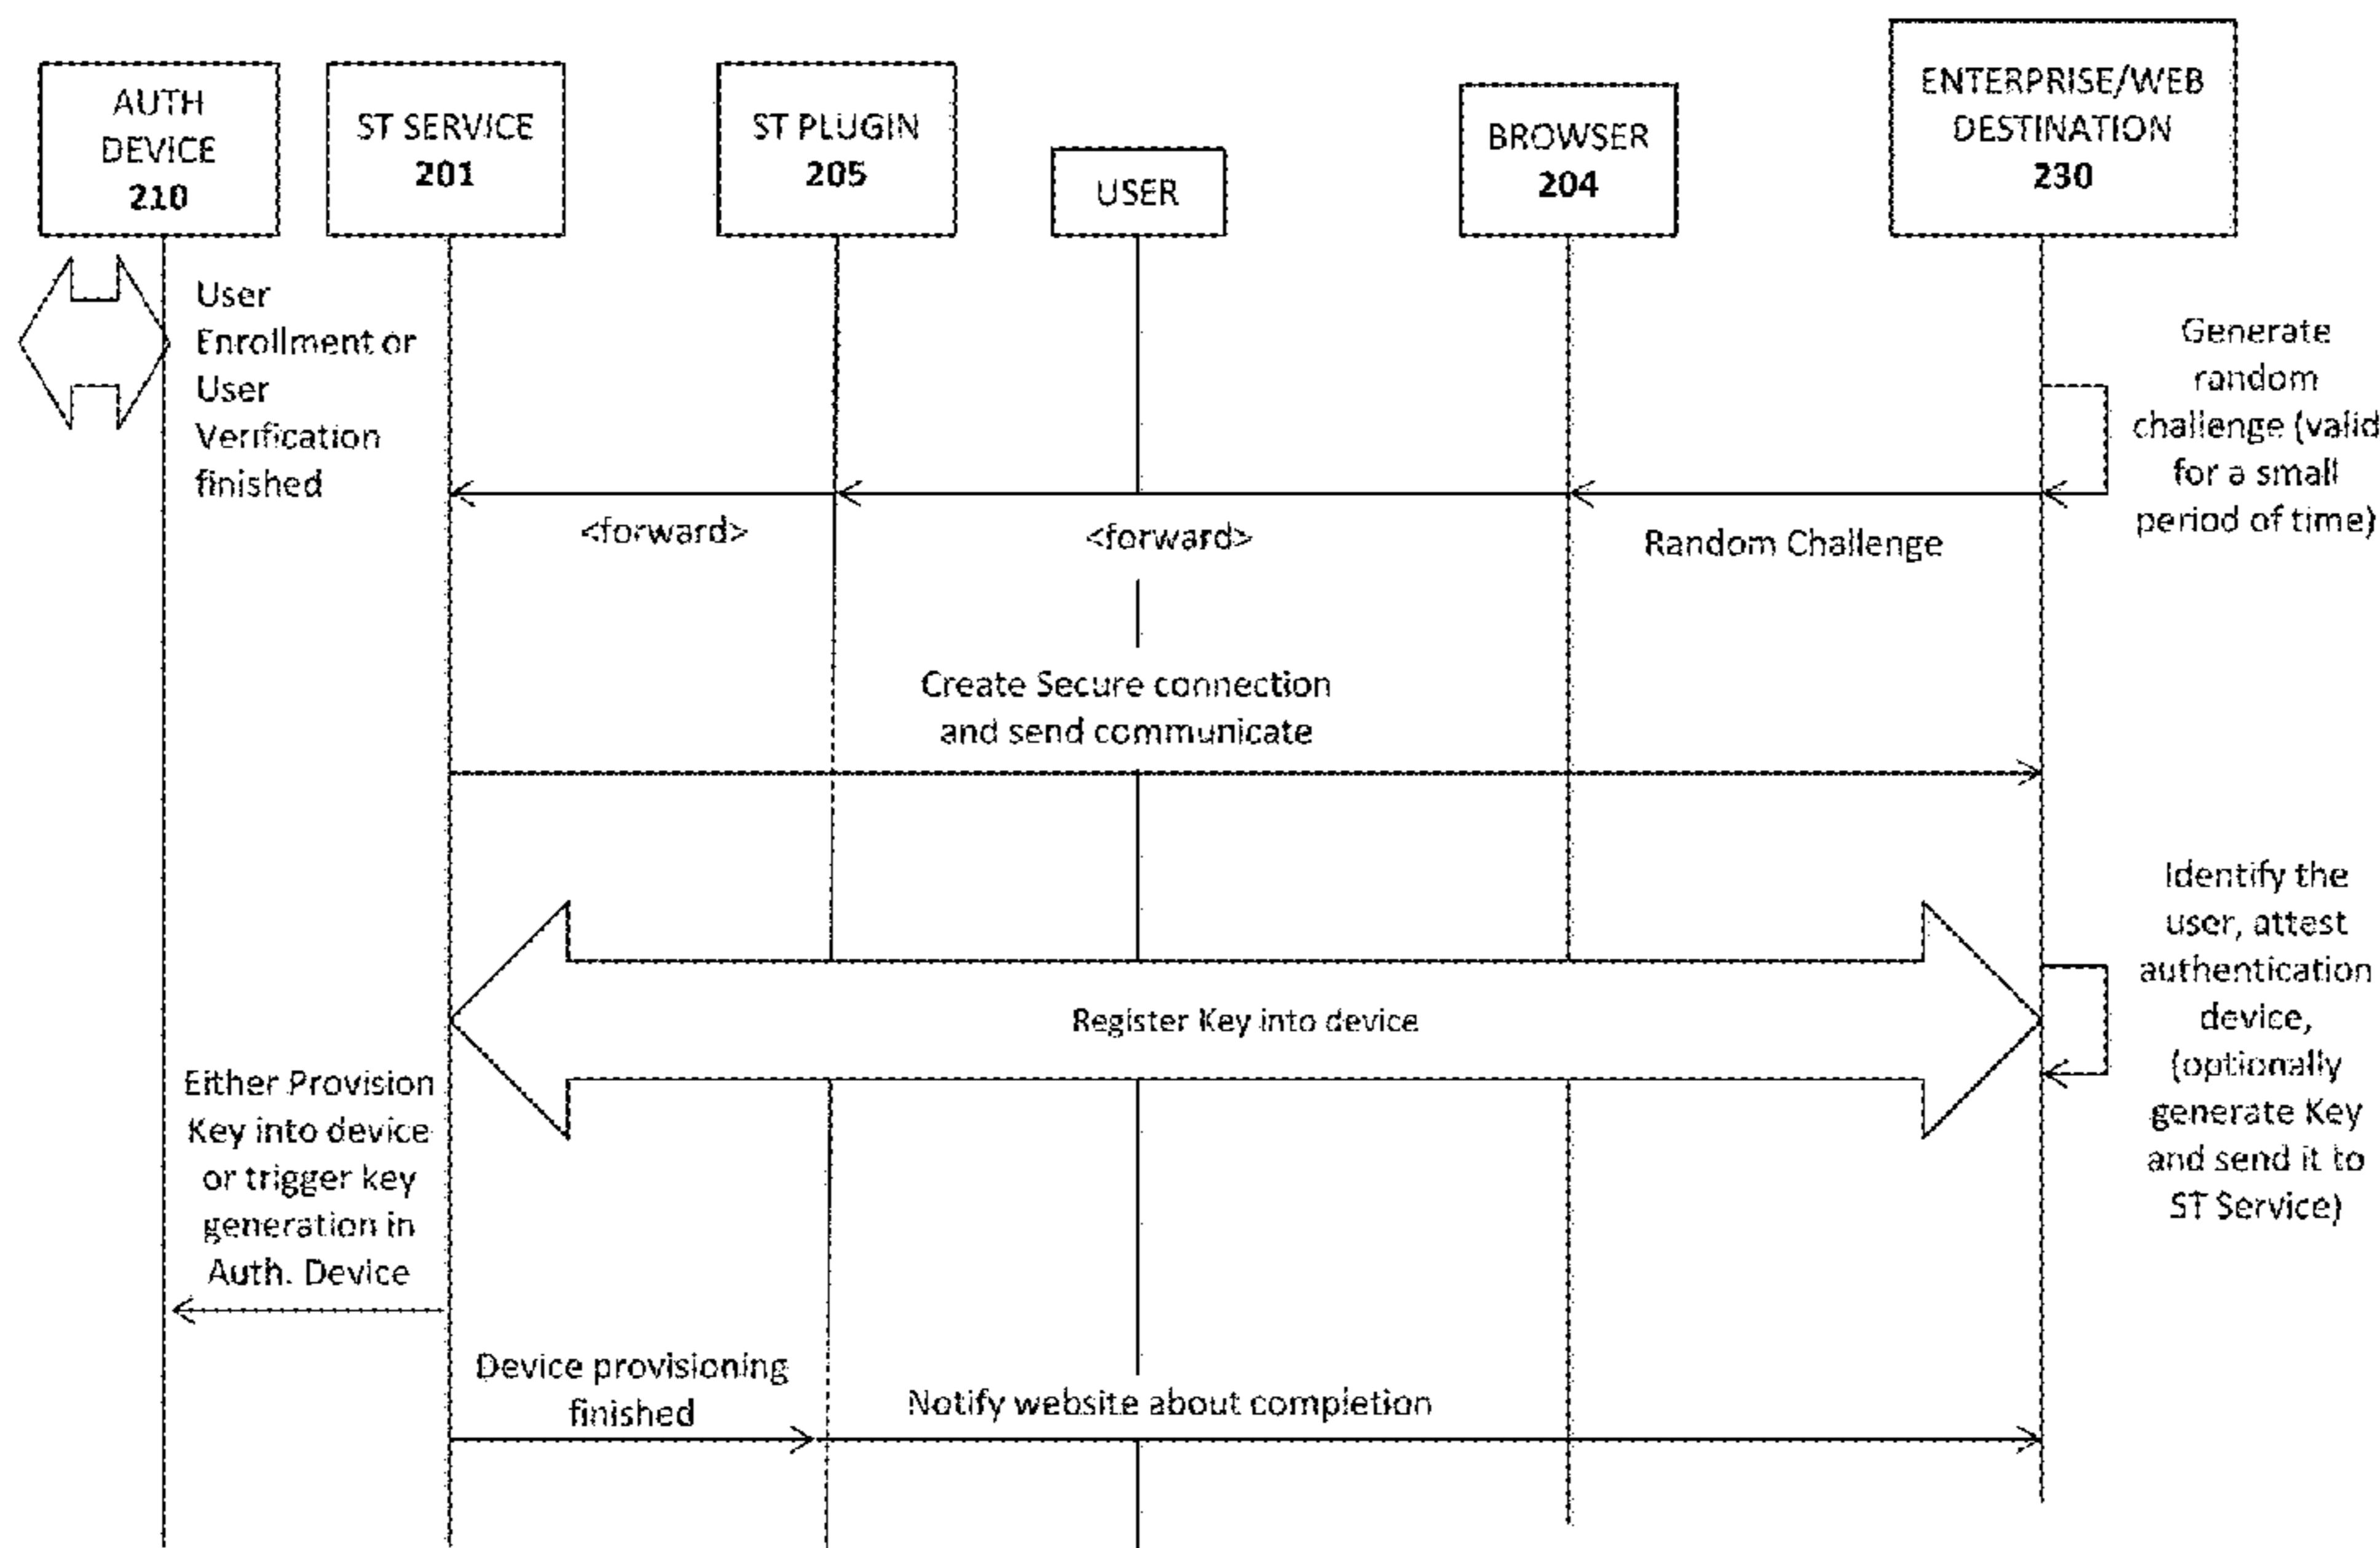 AUTH
DEVICE
210
ST SERVICE
201
ST PLUGIN
205
USER
BROWSER
204
ENTERPRISE/WEB
DESTINATION
230
User
Enrollment or
User
Verification
finished
Generate
random
challenge (valid
for a small
period of time)
<forward>
<forward>
Random Challenge
Create Secure connection
and send communicate
Identify the
user, attest
authentication
device,
(optionally
generate Key
and send it to
ST Service)
Register Key into device
Either Provision
Key into device
or trigger key
generation in
Auth. Device
Device provisioning
finished
Notify website about completion